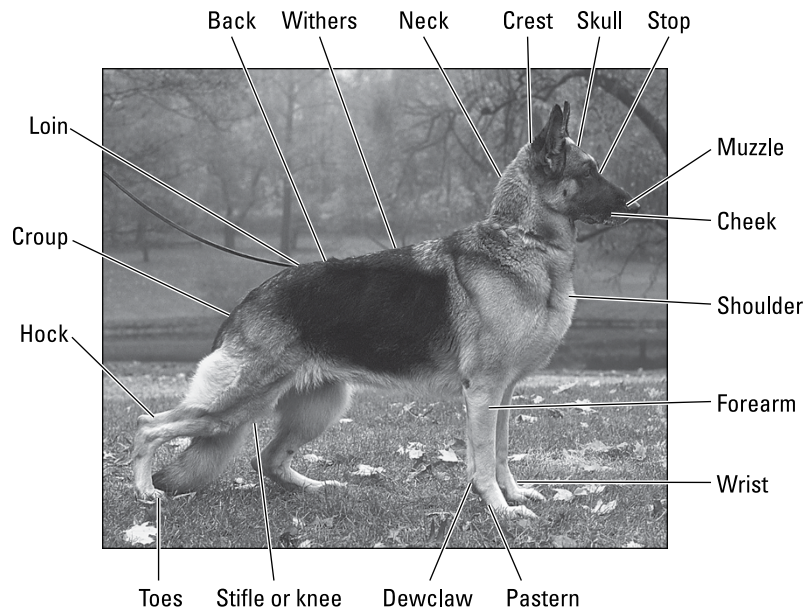 Back
Withers
Neck
Crest
Skull
Stop
Loin
Muzzle
Cheek
Croup
Shoulder
Hock
Forearm
Wrist
Toes
Stifle or knee
Dewclaw
Pastern